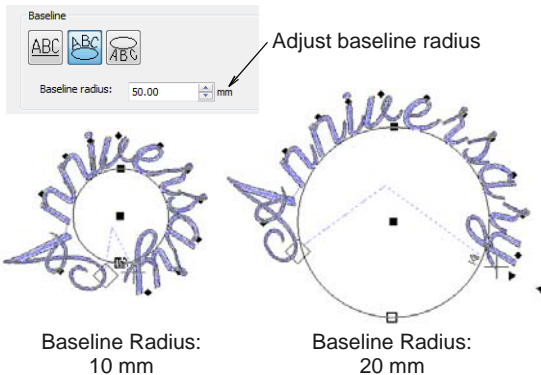 Baseline
ABC ABC ABC
Adjust baseline radius
Baseline radius: 50.00 mm
Anniversary
Anniversary
Baseline Radius:
10 mm
Baseline Radius:
20 mm